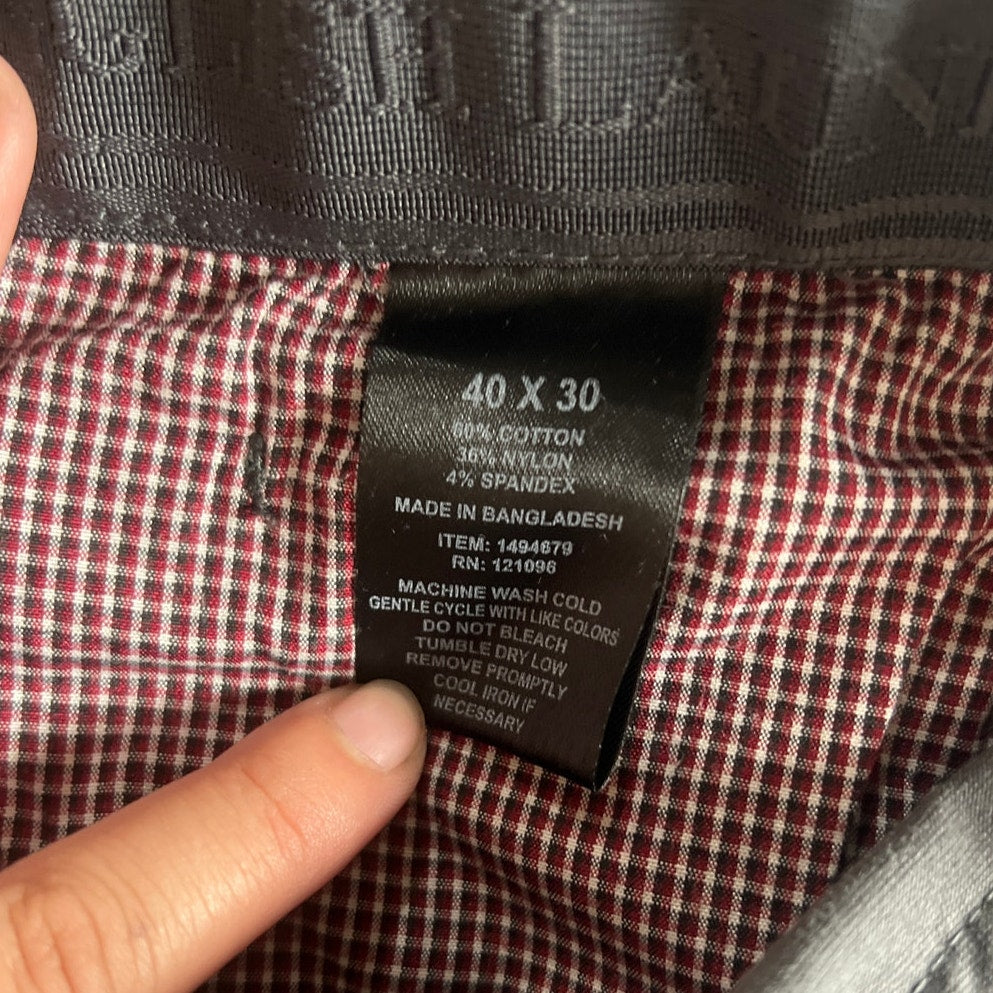 40 X 30
60% COTTON
36% NYLON
4% SPANDEX
MADE IN BANGLADESH
ITEM: 1494679
RN: 121096
MACHINE WASH COLD
GENTLE CYCLE WITH LIKE COLORS
DO NOT BLEACH
TUMBLE DRY LOW
REMOVE PROMPTLY
COOL IRON IF
NECESSARY